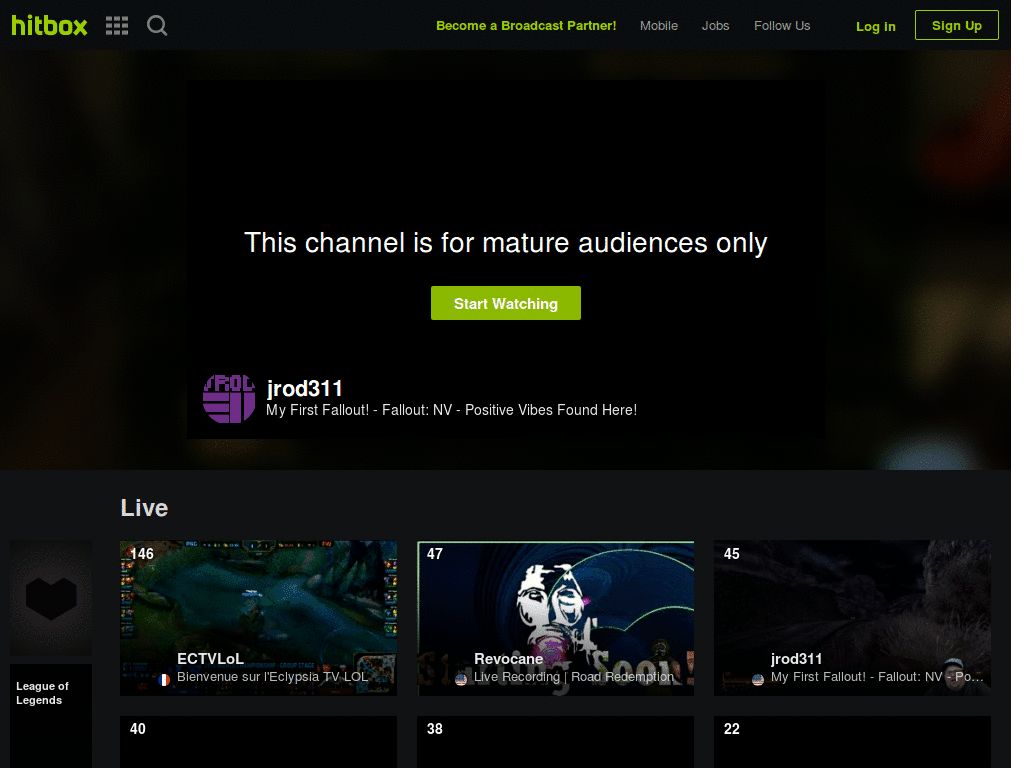 hitbox
Become a Broadcast Partner!
Mobile
Jobs
Follow Us
Log in
Sign Up
This channel is for mature audiences only
Start Watching
jrod311
My First Fallout! - Fallout: NV - Positive Vibes Found Here!
Live
146
ECTVLoL
Bienvenue sur l'Eclypsia TV LOL
47
Starting Soon!
Revocane
Live Recording | Road Redemption
45
jrod311
My First Fallout! - Fallout: NV - Po...
League of
Legends
40
38
22